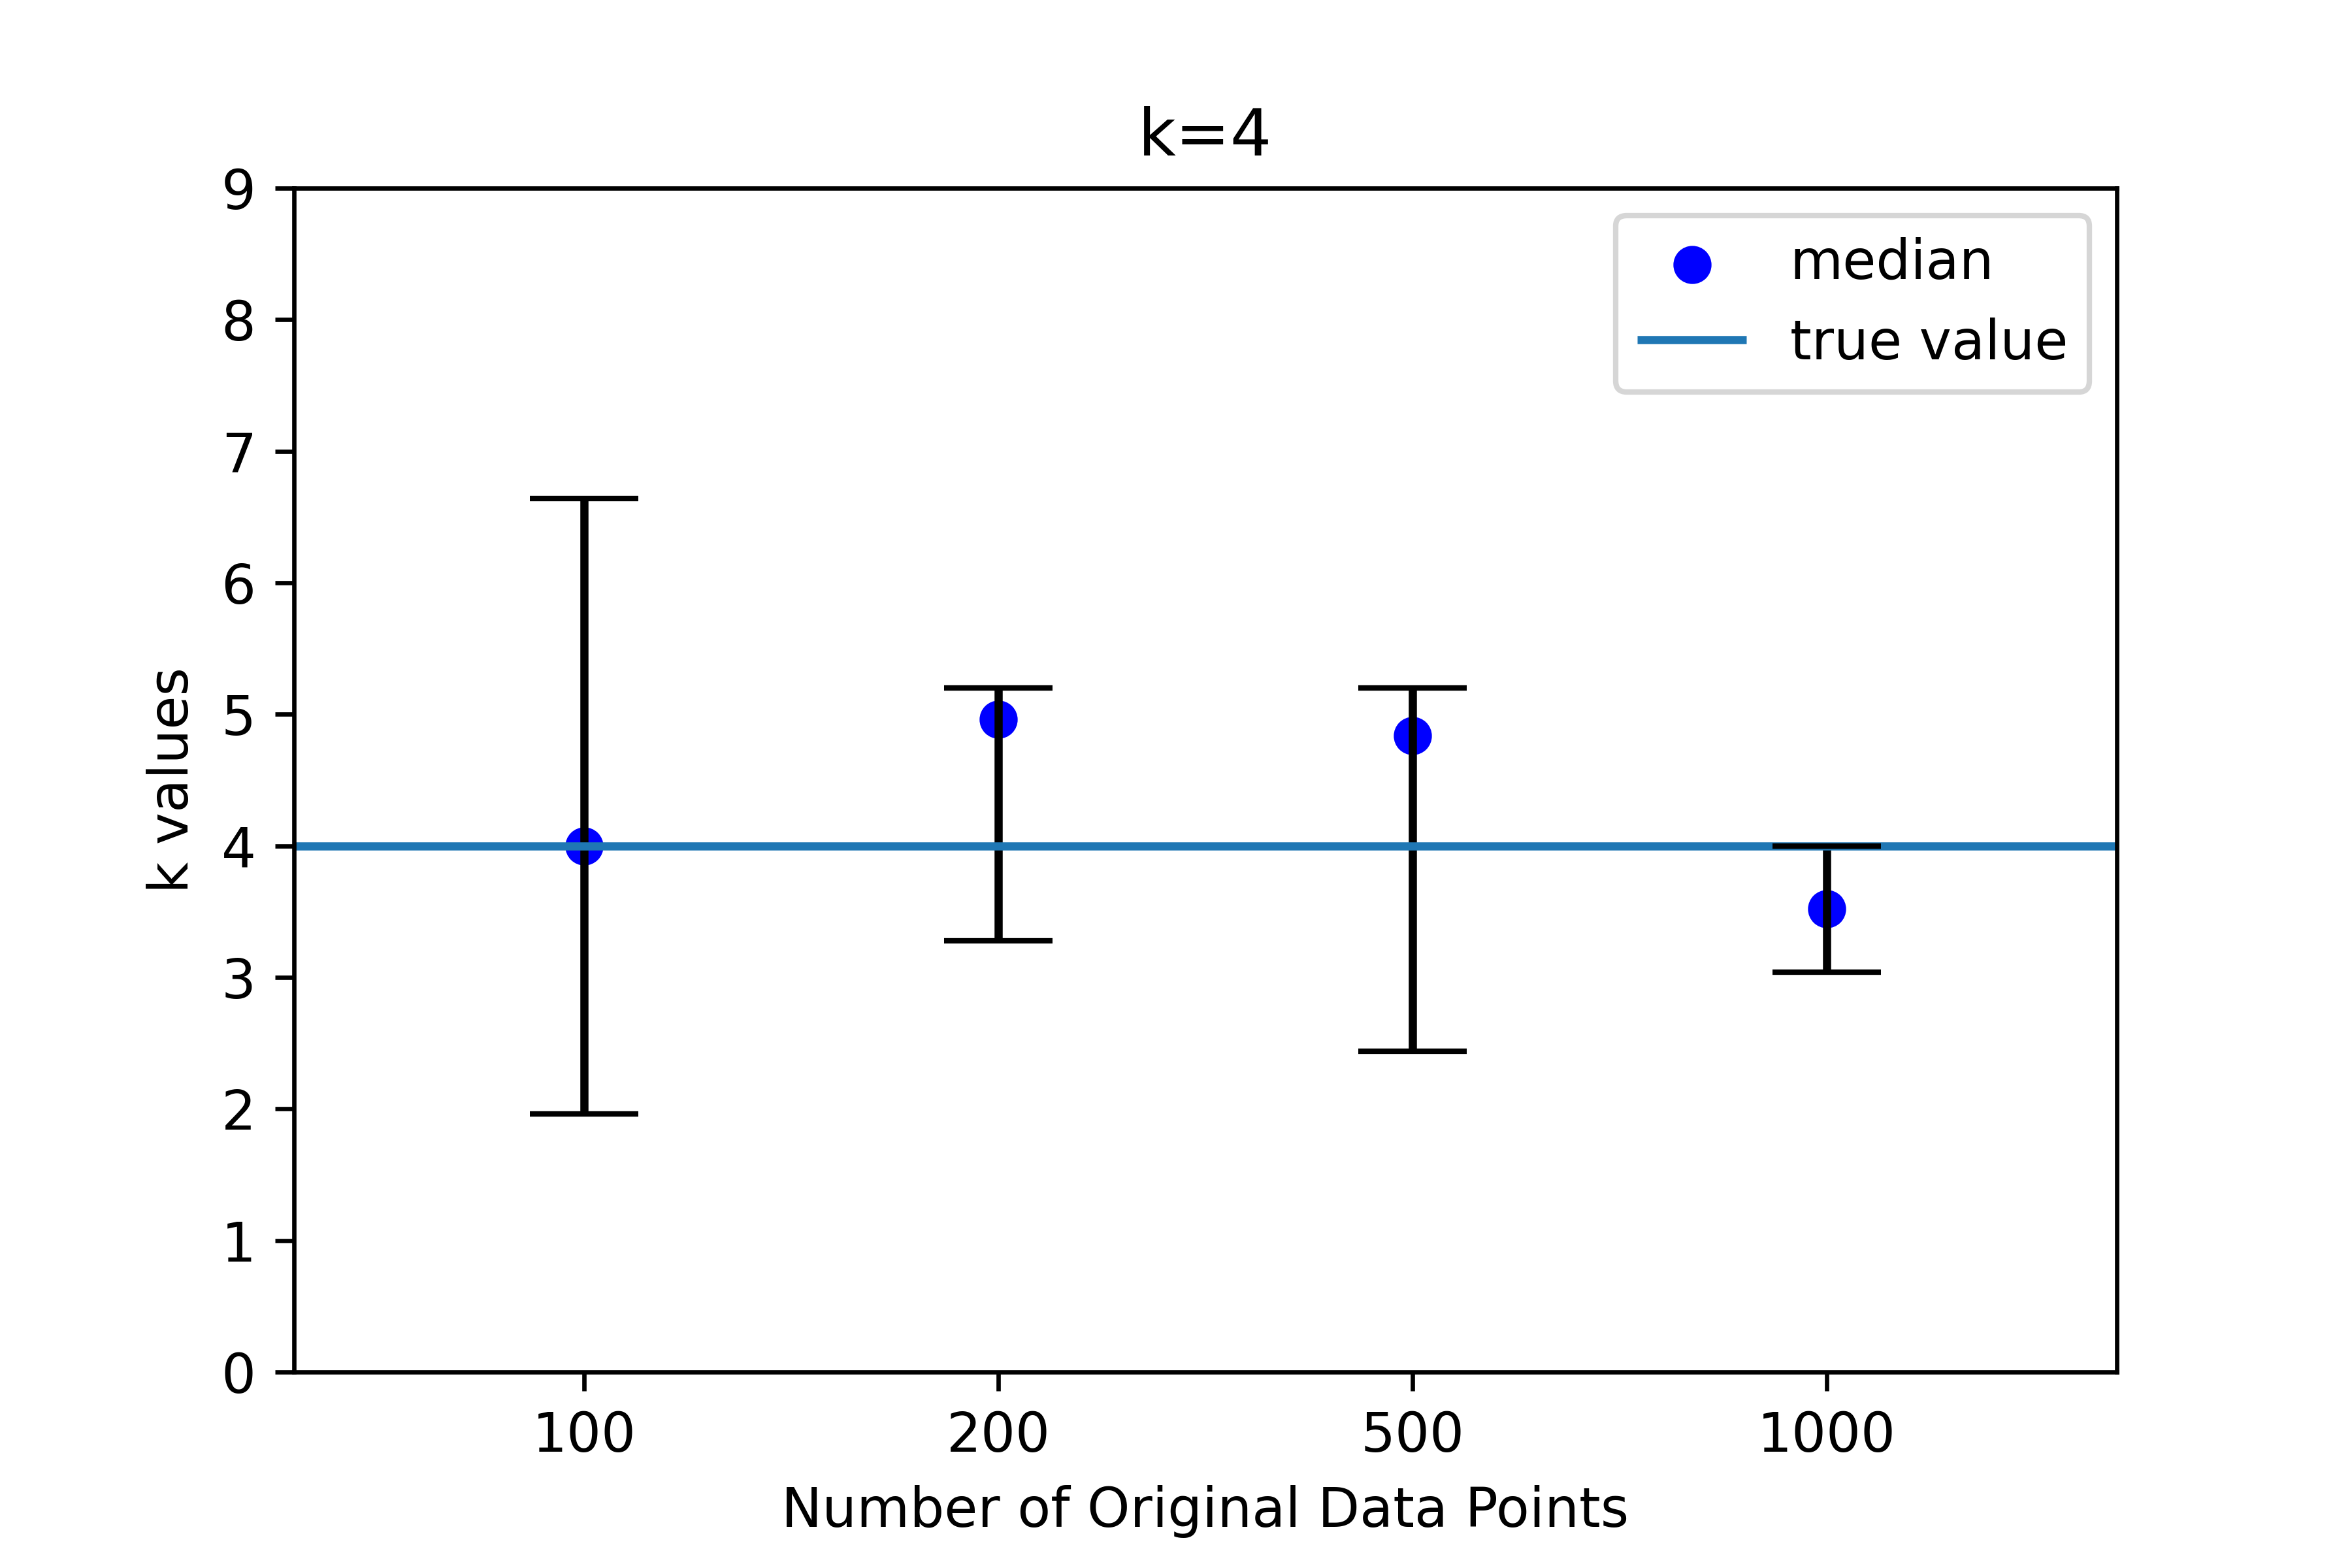 k=4
median
true value
9
8
7
6
5
4
3
2
1
0
k values
100 200 500 1000
Number of Original Data Points